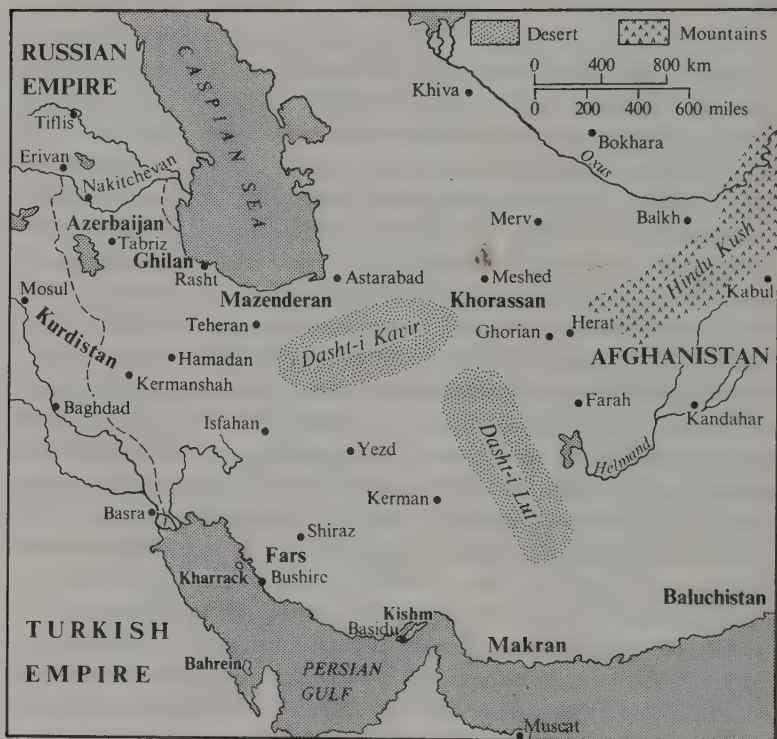 RUSSIAN
EMPIRE
CASPIAN SEA
Desert
Mountains
0 400 800 km
0 200 400 600 miles
Khiva
Bokhara
Oxus
Tiflis
Erivan
Nakitchevan
Azerbaijan
Tabriz
Ghilan
Rasht
Merv
Balkh
Hindu Kush
Astarabad
Meshed
Mosul
Mazenderan
Khorassan
Kabul
Kurdistan
Teheran
Dasht-i Kavir
Ghorian
Herat
AFGHANISTAN
Hamadan
Kermanshah
Baghdad
Farah
Kandahar
Isfahan
Yezd
Dasht-i Lut
Helmand
Kerman
Basra
Shiraz
Fars
Kharrack
Bushire
Baluchistan
Kishm
Basidu
TURKISH
EMPIRE
Makran
Bahrein
PERSIAN
GULF
Muscat